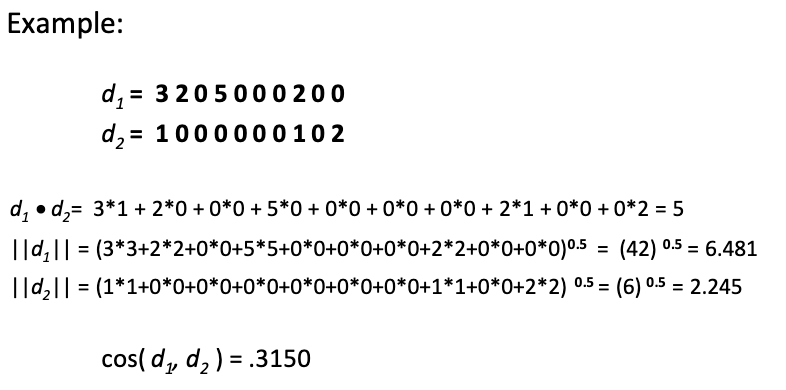 Example:
d1 = 3 2 0 5 0 0 0 2 0 0
d2 = 1 0 0 0 0 0 0 1 0 2
d1 • d2= 3*1 + 2*0 + 0*0 + 5*0 + 0*0 + 0*0 + 0*0 + 2*1 + 0*0 + 0*2 = 5
||d1|| = (3*3+2*2+0*0+5*5+0*0+0*0+0*0+2*2+0*0+0*0)0.5 = (42) 0.5 = 6.481
||d2|| = (1*1+0*0+0*0+0*0+0*0+0*0+0*0+1*1+0*0+2*2) 0.5 = (6) 0.5 = 2.245
cos( d1, d2 ) = .3150